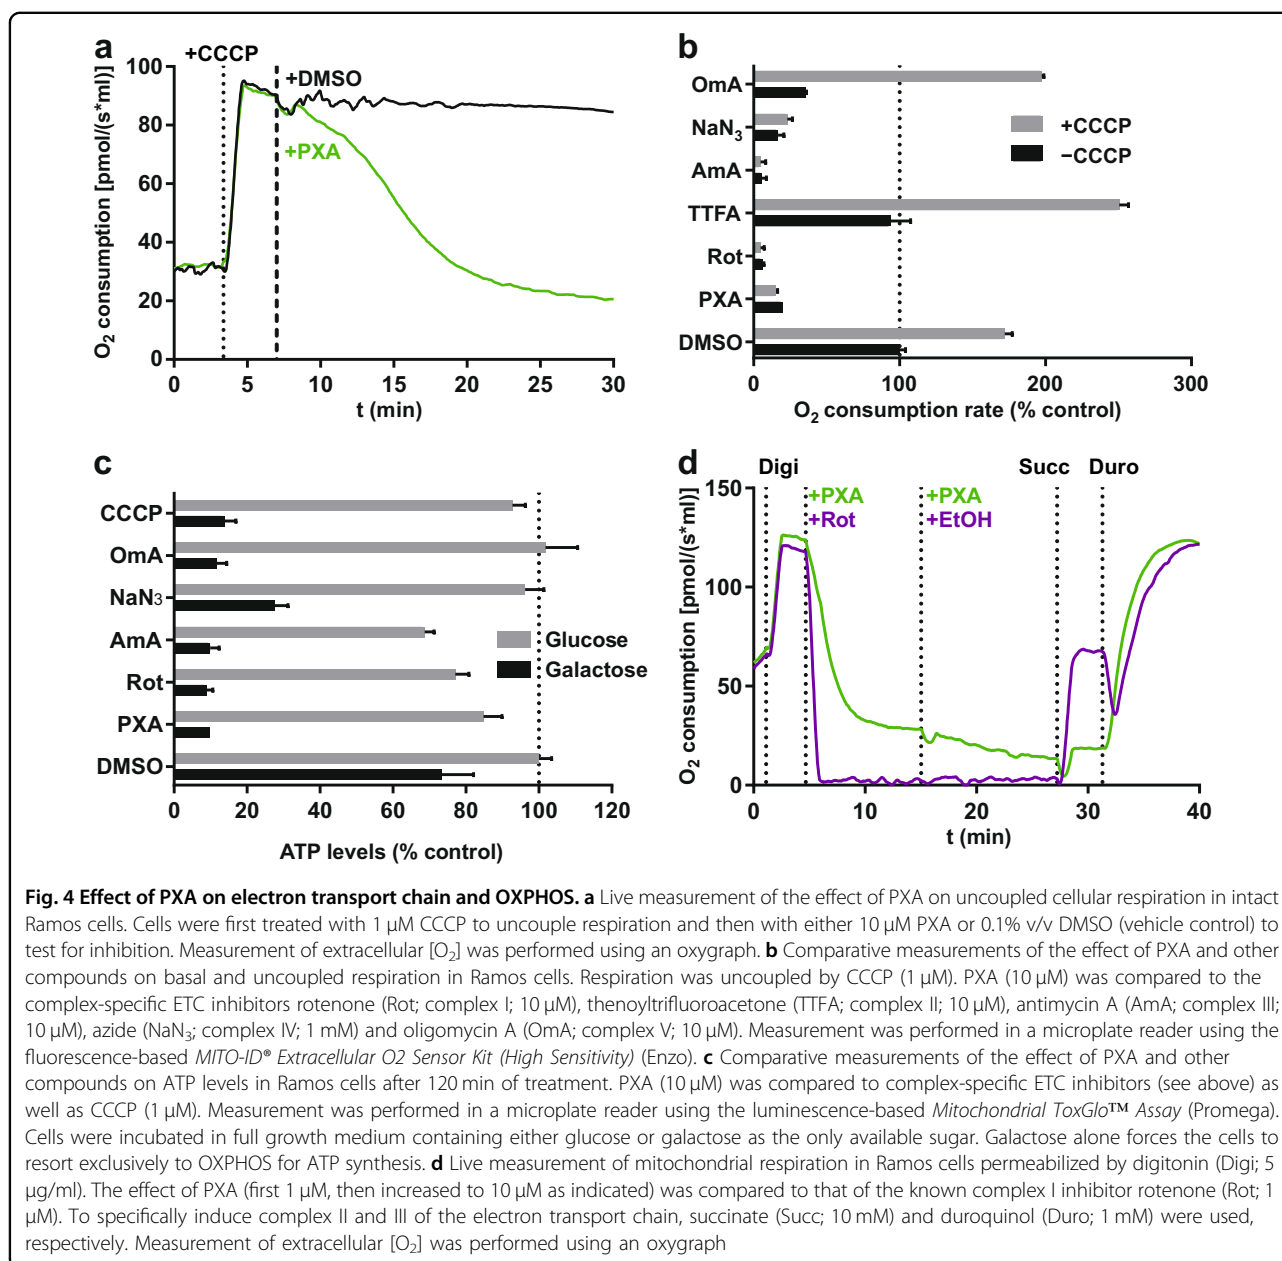 a
+CCCP
+DMSO
+PXA
O2 consumption [pmol/(s*ml)]
100
80
60
40
20
0
0 5 10 15 20 25 30
t (min)
b
OmA
NaN3
AmA
TTFA
Rot
PXA
DMSO
+CCCP
−CCCP
0 100 200 300
O2 consumption rate (% control)
c
CCCP
OmA
NaN3
AmA
Rot
PXA
DMSO
Glucose
Galactose
0 20 40 60 80 100 120
ATP levels (% control)
d
Digi Succ Duro
+PXA +PXA
+Rot +EtOH
O2 consumption [pmol/(s*ml)]
150
100
50
0
0 10 20 30 40
t (min)
Fig. 4 Effect of PXA on electron transport chain and OXPHOS. a Live measurement of the effect of PXA on uncoupled cellular respiration in intact
Ramos cells. Cells were first treated with 1 µM CCCP to uncouple respiration and then with either 10 µM PXA or 0.1% v/v DMSO (vehicle control) to
test for inhibition. Measurement of extracellular [O2] was performed using an oxygraph. b Comparative measurements of the effect of PXA and other
compounds on basal and uncoupled respiration in Ramos cells. Respiration was uncoupled by CCCP (1 µM). PXA (10 µM) was compared to the
complex-specific ETC inhibitors rotenone (Rot; complex I; 10 µM), thenoyltrifluoroacetone (TTFA; complex II; 10 µM), antimycin A (AmA; complex III;
10 µM), azide (NaN3; complex IV; 1 mM) and oligomycin A (OmA; complex V; 10 µM). Measurement was performed in a microplate reader using the
fluorescence-based MITO-ID® Extracellular O2 Sensor Kit (High Sensitivity) (Enzo). c Comparative measurements of the effect of PXA and other
compounds on ATP levels in Ramos cells after 120 min of treatment. PXA (10 µM) was compared to complex-specific ETC inhibitors (see above) as
well as CCCP (1 µM). Measurement was performed in a microplate reader using the luminescence-based Mitochondrial ToxGlo™ Assay (Promega).
Cells were incubated in full growth medium containing either glucose or galactose as the only available sugar. Galactose alone forces the cells to
resort exclusively to OXPHOS for ATP synthesis. d Live measurement of mitochondrial respiration in Ramos cells permeabilized by digitonin (Digi; 5
µg/ml). The effect of PXA (first 1 µM, then increased to 10 µM as indicated) was compared to that of the known complex I inhibitor rotenone (Rot; 1
µM). To specifically induce complex II and III of the electron transport chain, succinate (Succ; 10 mM) and duroquinol (Duro; 1 mM) were used,
respectively. Measurement of extracellular [O2] was performed using an oxygraph